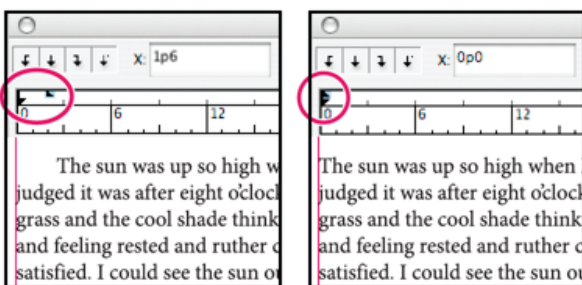 X: 1p6
0 6 12
The sun was up so high w
judged it was after eight o'clock
grass and the cool shade think
and feeling rested and ruther
satisfied. I could see the sun ou
X: 0p0
0 6 12
The sun was up so high when
judged it was after eight o'clock
grass and the cool shade think
and feeling rested and ruther
satisfied. I could see the sun ou